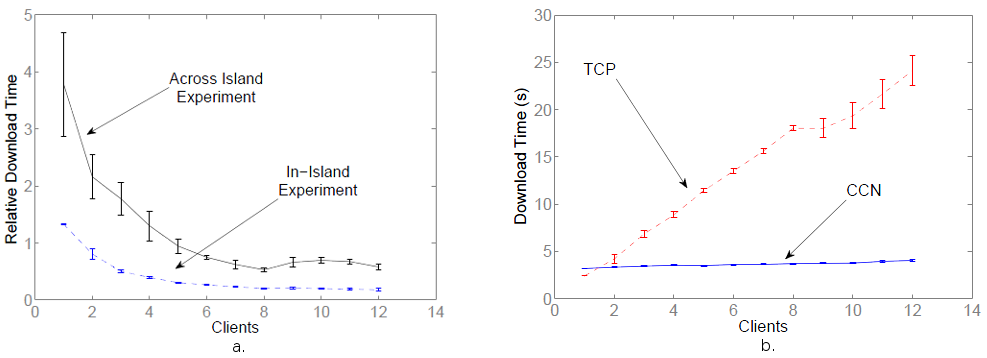 5
4
3
2
1
0
0 2 4 6 8 10 12 14
Relative Download Time
Clients
Across Island
Experiment
In-Island
Experiment
a.
30
25
20
15
10
5
0
0 2 4 6 8 10 12 14
Download Time (s)
Clients
TCP
CCN
b.